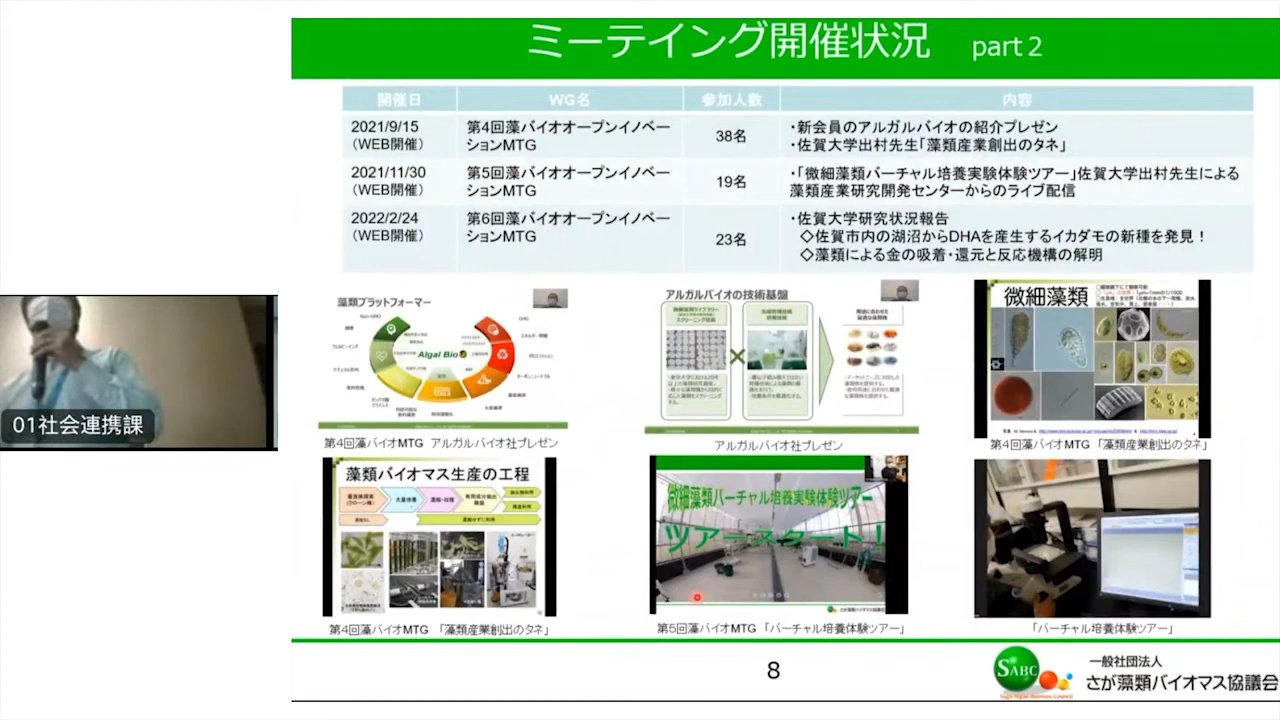 ミーテイング開催状況 part 2
開催日 WG名 参加人数 内容
2021/9/15
（WEB開催）
第4回藻バイオオープンイノベー
ションMTG
38名
・新会員のアルガルバイオの紹介プレゼン
・佐賀大学出村先生「藻類産業創出のタネ」
2021/11/30
（WEB開催）
第5回藻バイオオープンイノベー
ションMTG
19名
・「微細藻類バーチャル培養実験体験ツアー」佐賀大学出村先生による
藻類産業研究開発センターからのライブ配信
2022/2/24
（WEB開催）
第6回藻バイオオープンイノベー
ションMTG
23名
・佐賀大学研究状況報告
◇佐賀市内の湖沼からDHAを産生するイカダモの新種を発見！
◇藻類による金の吸着・還元と反応機構の解明
藻類プラットフォーマー
Algal Bio
第4回藻バイオMTG アルガルバイオ社プレゼン
アルガルバイオの技術基盤
アルガルバイオ社プレゼン
微細藻類
第4回藻バイオMTG 「藻類産業創出のタネ」
01社会連携課
藻類バイオマス生産の工程
第4回藻バイオMTG 「藻類産業創出のタネ」
微細藻類バーチャル培養実験体験ツアー
ツアースタート！
第5回藻バイオMTG 「バーチャル培養体験ツアー」
「バーチャル培養体験ツアー」
8
SABC
一般社団法人
さが藻類バイオマス協議会